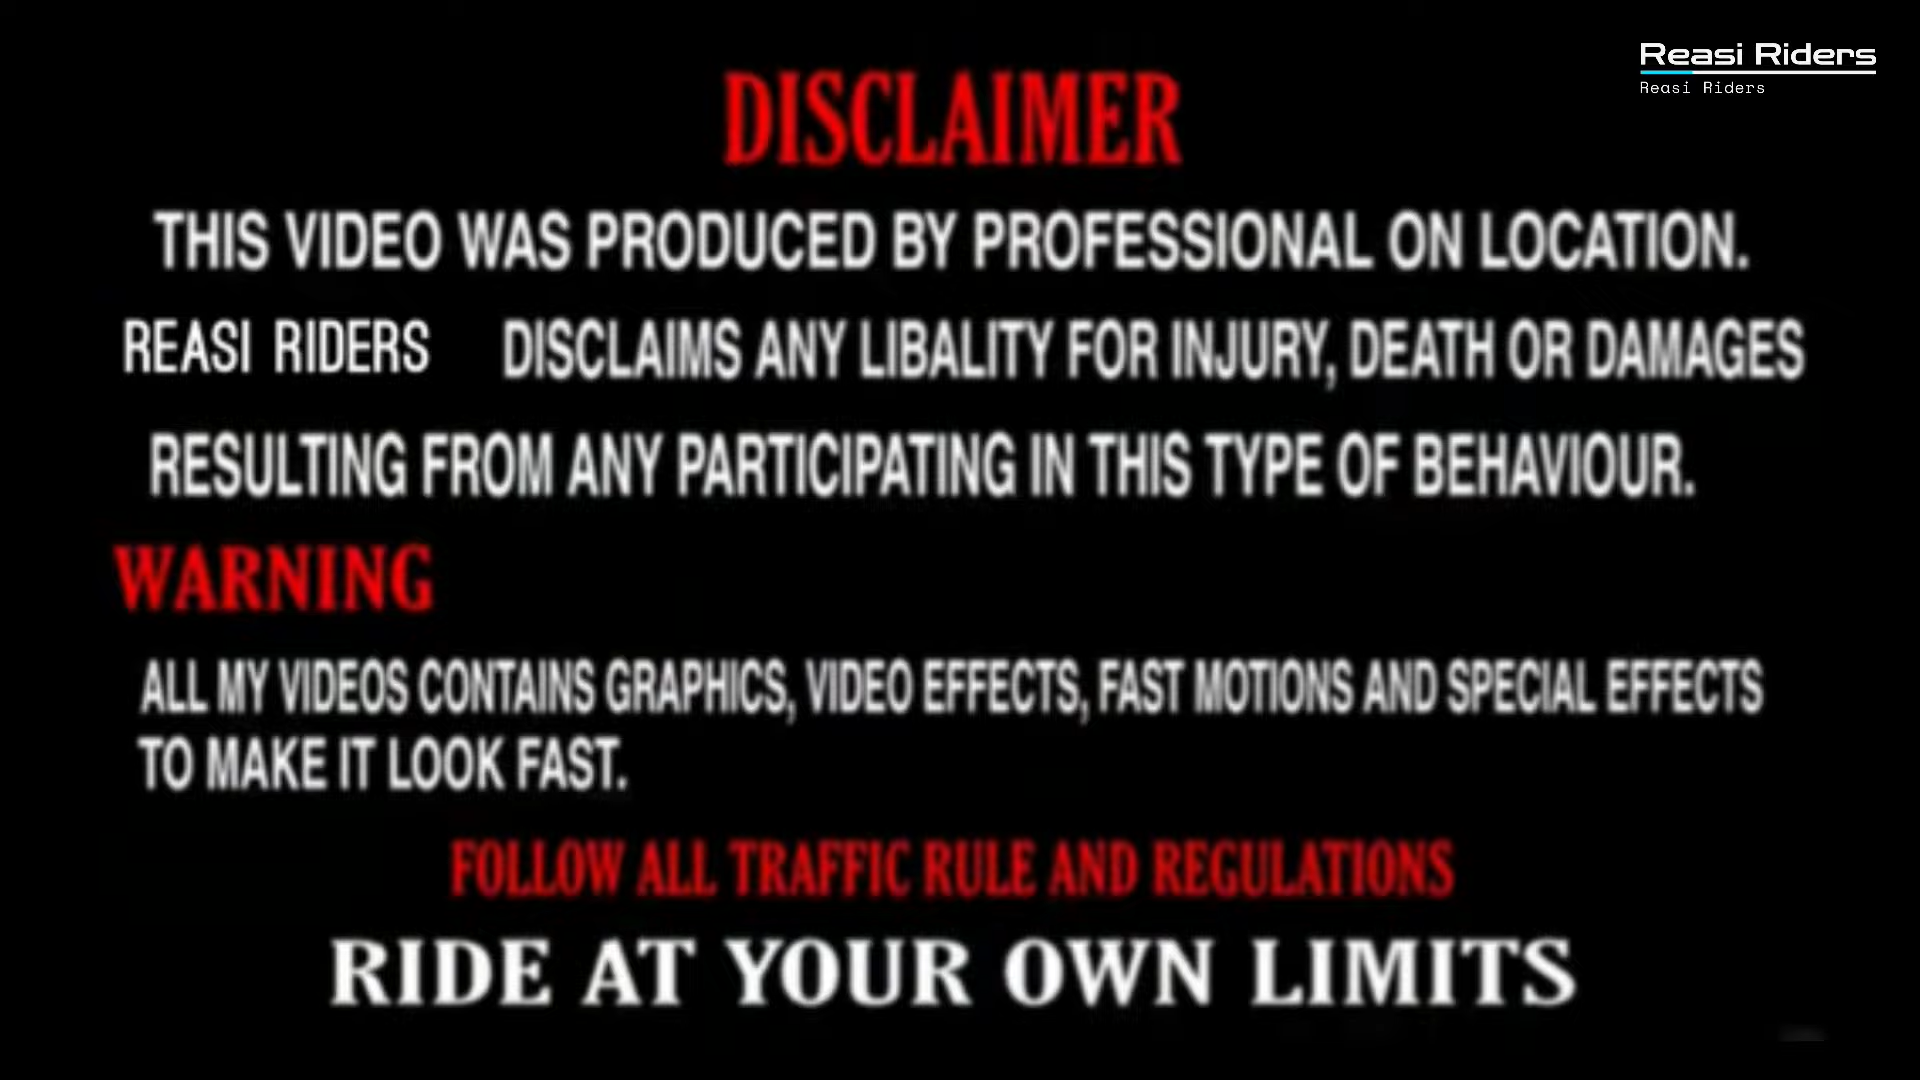 Reasi Riders
Reasi Riders
DISCLAIMER
THIS VIDEO WAS PRODUCED BY PROFESSIONAL ON LOCATION.
REASI RIDERS DISCLAIMS ANY LIBALITY FOR INJURY, DEATH OR DAMAGES
RESULTING FROM ANY PARTICIPATING IN THIS TYPE OF BEHAVIOUR.
WARNING
ALL MY VIDEOS CONTAINS GRAPHICS, VIDEO EFFECTS, FAST MOTIONS AND SPECIAL EFFECTS
TO MAKE IT LOOK FAST.
FOLLOW ALL TRAFFIC RULE AND REGULATIONS
RIDE AT YOUR OWN LIMITS